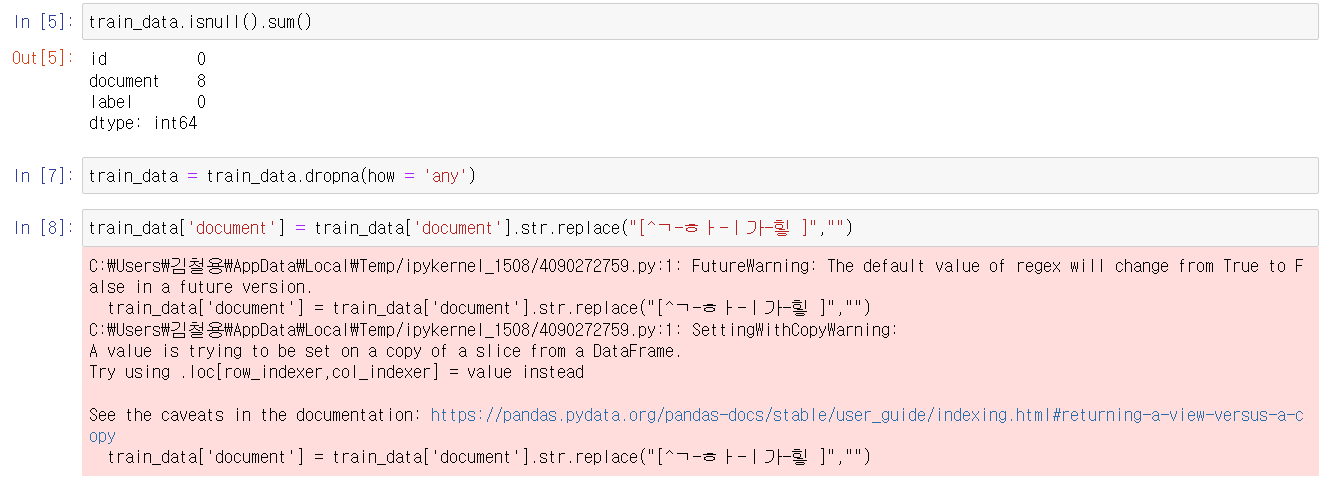 In [5]: train_data.isnull().sum()
Out[5]: id 0
document 8
label 0
dtype: int64
In [7]: train_data = train_data.dropna(how = 'any')
In [8]: train_data['document'] = train_data['document'].str.replace("[^ㄱ-ㅎㅏ-ㅣ가-힣 ]","")
C:\Users\김철용\AppData\Local\Temp/ipykernel_1508/4090272759.py:1: FutureWarning: The default value of regex will change from True to F
alse in a future version.
train_data['document'] = train_data['document'].str.replace("[^ㄱ-ㅎㅏ-ㅣ가-힣 ]","")
C:\Users\김철용\AppData\Local\Temp/ipykernel_1508/4090272759.py:1: SettingWithCopyWarning:
A value is trying to be set on a copy of a slice from a DataFrame.
Try using .loc[row_indexer,col_indexer] = value instead
See the caveats in the documentation: https://pandas.pydata.org/pandas-docs/stable/user_guide/indexing.html#returning-a-view-versus-a-c
opy
train_data['document'] = train_data['document'].str.replace("[^ㄱ-ㅎㅏ-ㅣ가-힣 ]","")